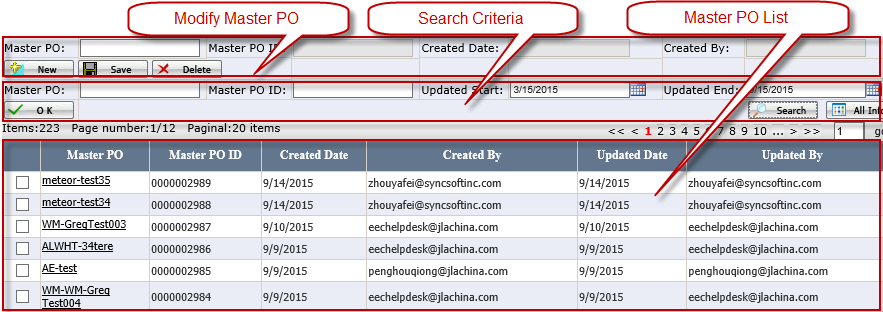 Modify Master PO Search Criteria Master PO List
Master PO: Master PO ID: Created Date: Created By:
New Save Delete
Master PO: Master PO ID: Updated Start: 3/15/2015 Updated End: /15/2015
O K Search All Info
Items:223 Page number:1/12 Paginal:20 items << < 1 2 3 4 5 6 7 8 9 10 ... > >> 1 go
Master PO Master PO ID Created Date Created By Updated Date Updated By
meteor-test35 0000002989 9/14/2015 zhouyafei@syncsoftinc.com 9/14/2015 zhouyafei@syncsoftinc.com
meteor-test34 0000002988 9/14/2015 zhouyafei@syncsoftinc.com 9/14/2015 zhouyafei@syncsoftinc.com
WM-GregTest003 0000002987 9/10/2015 eechelpdesk@jlachina.com 9/10/2015 eechelpdesk@jlachina.com
ALWHT-34tere 0000002986 9/9/2015 eechelpdesk@jlachina.com 9/9/2015 eechelpdesk@jlachina.com
AE-test 0000002985 9/9/2015 penghouqiong@jlachina.com 9/9/2015 penghouqiong@jlachina.com
WM-WM-Greg Test004 0000002984 9/9/2015 eechelpdesk@jlachina.com 9/9/2015 eechelpdesk@jlachina.com